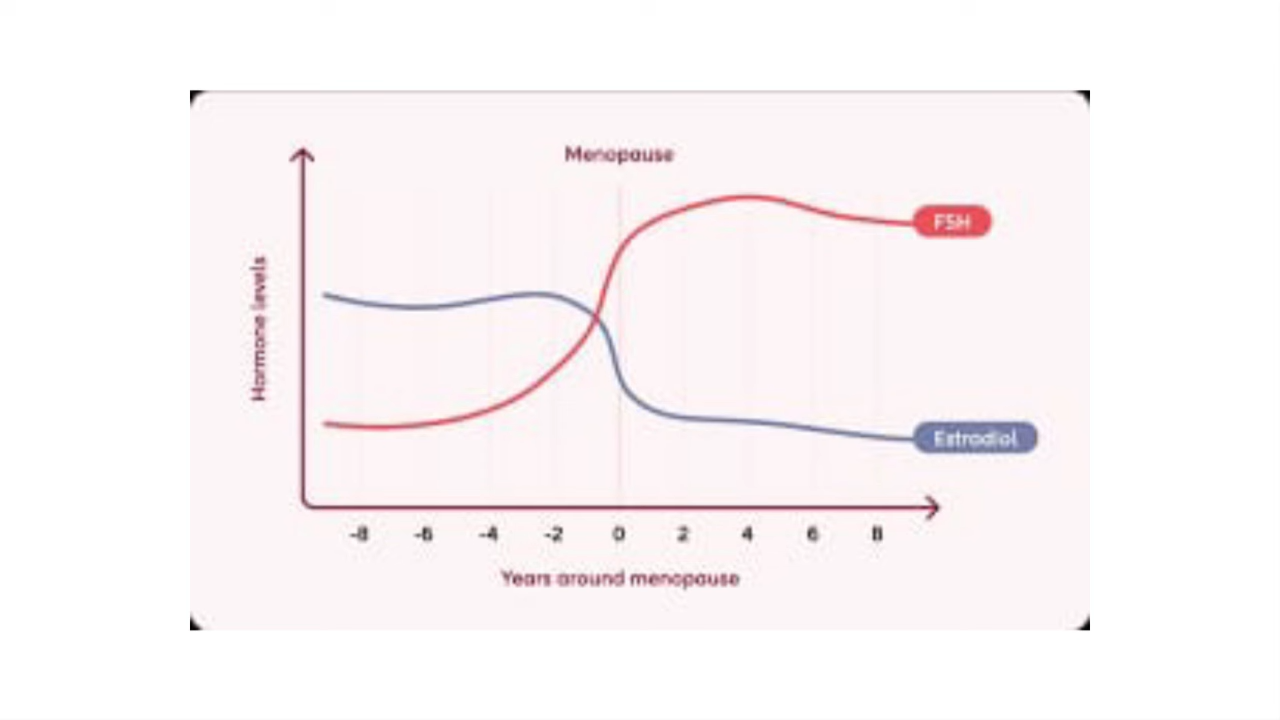 Menopause
Hormone levels
FSH
Estradiol
-8 -6 -4 -2 0 2 4 6 8
Years around menopause